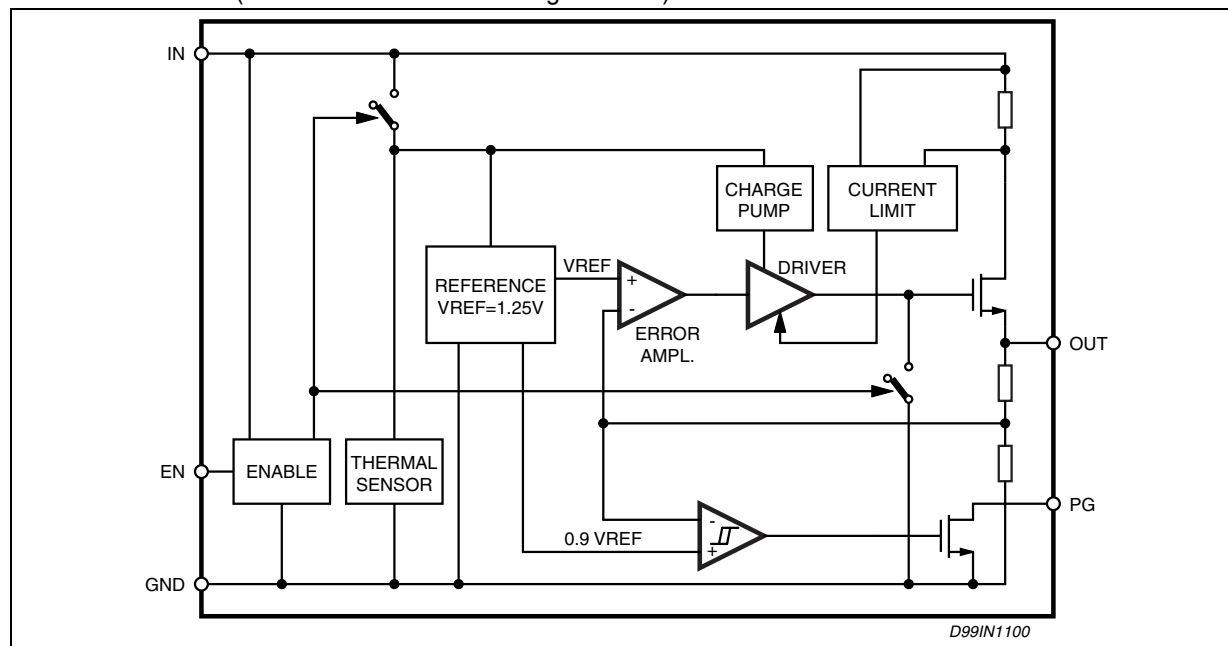 IN
CHARGE
PUMP
CURRENT
LIMIT
VREF
DRIVER
REFERENCE
VREF=1.25V
+
-
ERROR
AMPL.
OUT
EN
ENABLE
THERMAL
SENSOR
PG
-
0.9 VREF
+
GND
D99IN1100